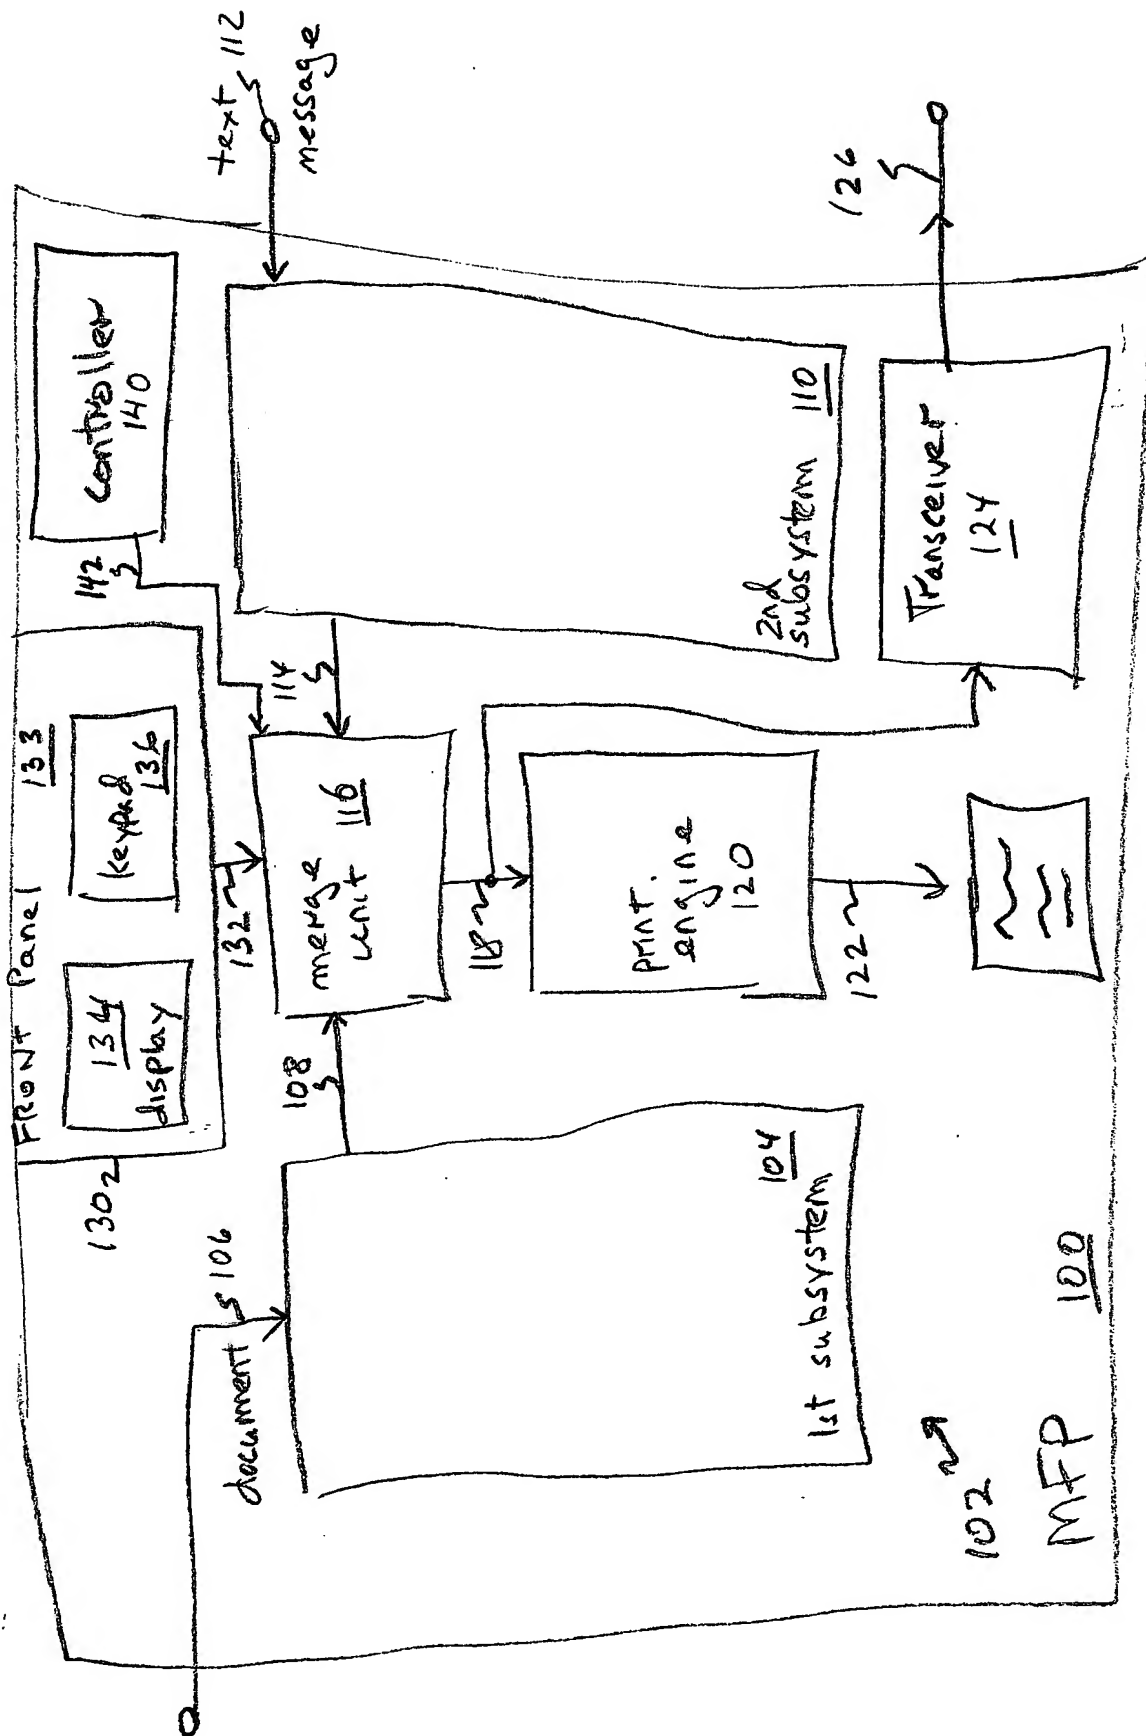 FRONT Panel 133
134
display
keypad
136
1302
132
142
controller
140
text 112
message
document
106
108
merge
unit 116
114
118
print
engine
120
122
1st subsystem 104
2nd
subsystem 110
Transceiver
124
126
102
MFP 100